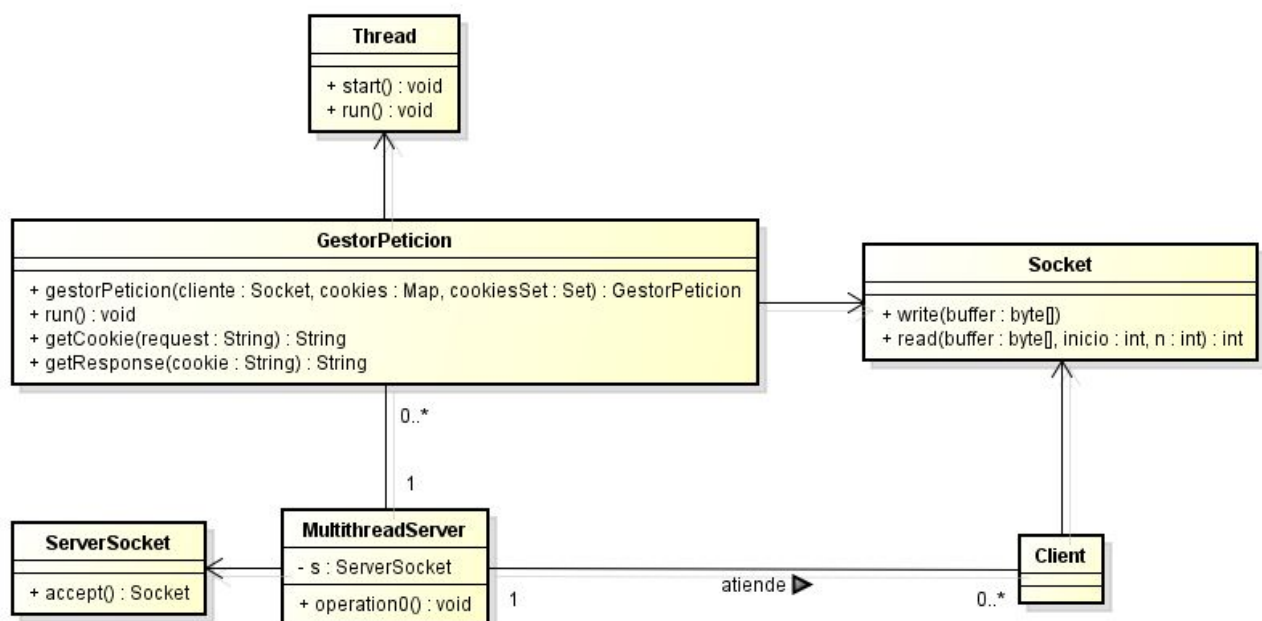 Thread
+ start() : void
+ run() : void
GestorPeticion
+ gestorPeticion(cliente : Socket, cookies : Map, cookiesSet : Set) : GestorPeticion
+ run() : void
+ getCookie(request : String) : String
+ getResponse(cookie : String) : String
Socket
+ write(buffer : byte[])
+ read(buffer : byte[], inicio : int, n : int) : int
0..*
1
ServerSocket
+ accept() : Socket
MultithreadServer
- s : ServerSocket
+ operation0() : void
1
atiende
0..*
Client